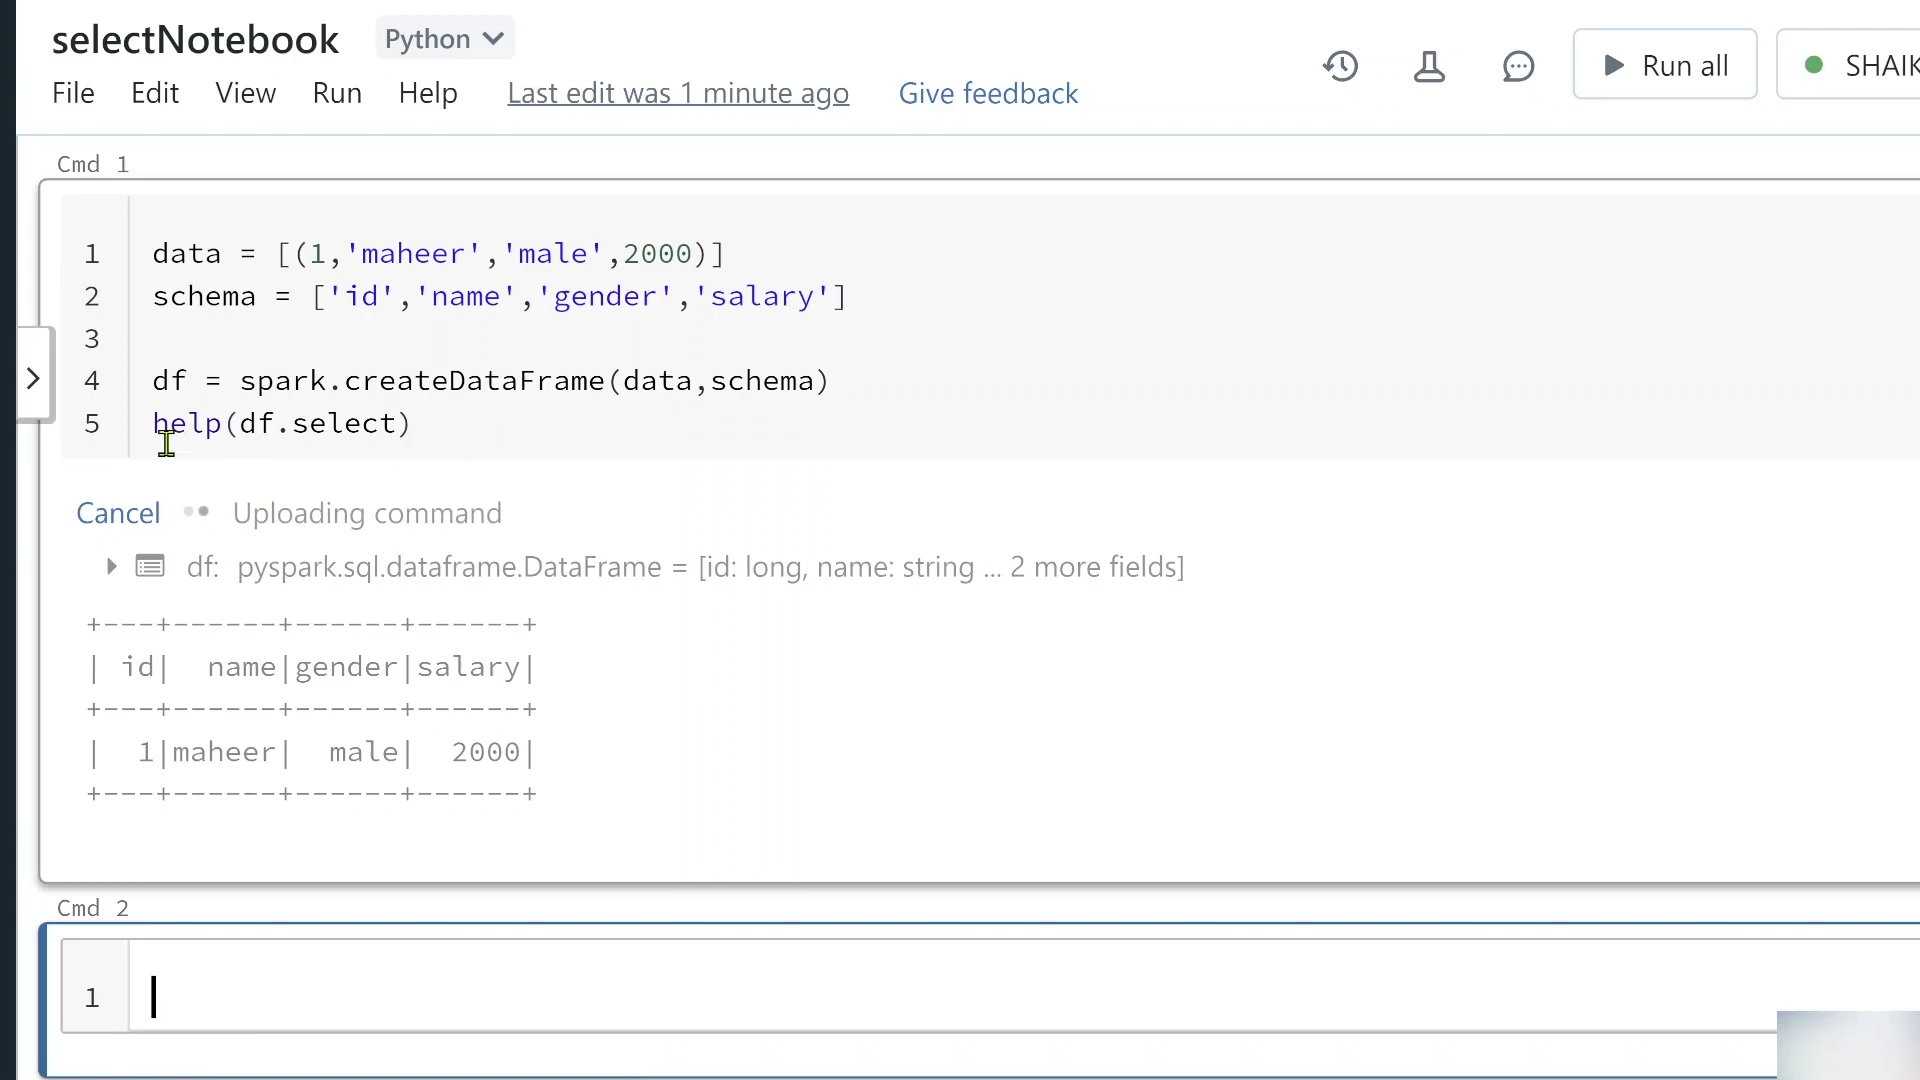 selectNotebook Python
File Edit View Run Help Last edit was 1 minute ago Give feedback Run all SHAIK
Cmd 1
1 data = [(1,'maheer','male',2000)]
2 schema = ['id','name','gender','salary']
3
4 df = spark.createDataFrame(data,schema)
5 help(df.select)
Cancel Uploading command
df: pyspark.sql.dataframe.DataFrame = [id: long, name: string ... 2 more fields]
+---+------+------+------+
| id|  name|gender|salary|
+---+------+------+------+
|  1|maheer|  male|  2000|
+---+------+------+------+
Cmd 2
1